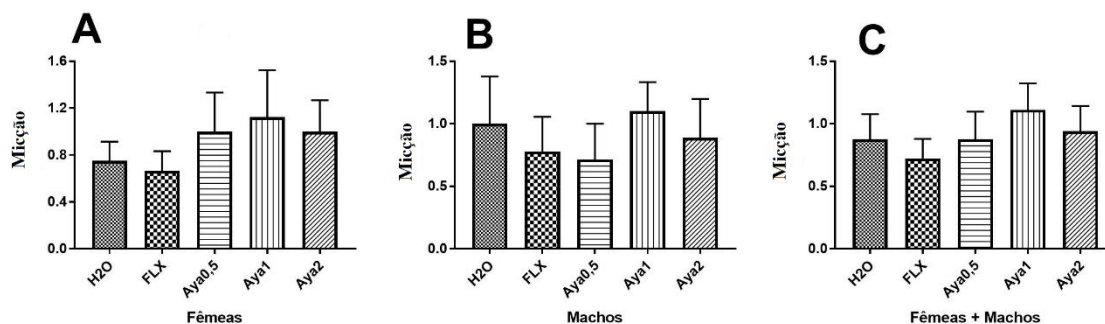 A
Micção
1.6
1.2
0.8
0.4
0.0
H2O
FLX
Aya0,5
Aya1
Aya2
Fêmeas
B
Micção
1.5
1.0
0.5
0.0
H2O
FLX
Aya0,5
Aya1
Aya2
Machos
C
Micção
1.5
1.0
0.5
0.0
H2O
FLX
Aya0,5
Aya1
Aya2
Fêmeas + Machos